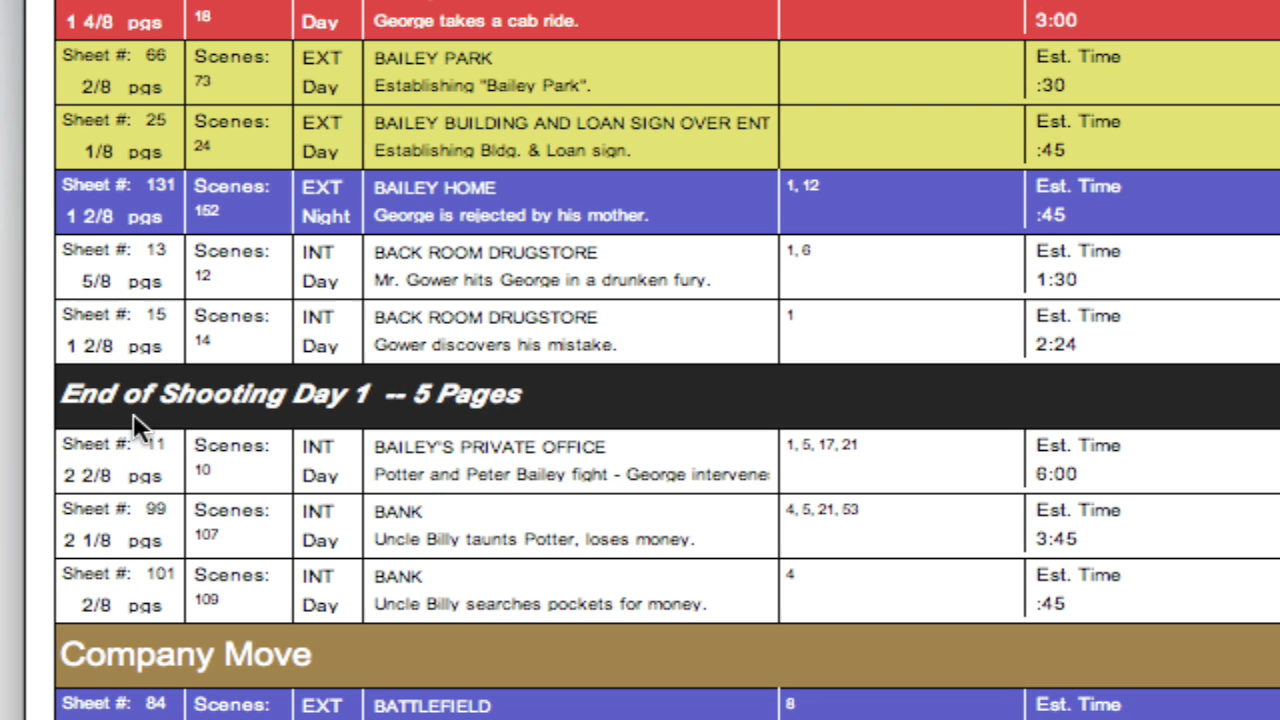 1 4/8 pgs 18 Day George takes a cab ride. 3:00
Sheet #: 66 Scenes: EXT BAILEY PARK Est. Time
2/8 pgs 73 Day Establishing "Bailey Park". :30
Sheet #: 25 Scenes: EXT BAILEY BUILDING AND LOAN SIGN OVER ENT Est. Time
1/8 pgs 24 Day Establishing Bldg. & Loan sign. :45
Sheet #: 131 Scenes: EXT BAILEY HOME 1, 12 Est. Time
1 2/8 pgs 152 Night George is rejected by his mother. :45
Sheet #: 13 Scenes: INT BACK ROOM DRUGSTORE 1, 6 Est. Time
5/8 pgs 12 Day Mr. Gower hits George in a drunken fury. 1:30
Sheet #: 15 Scenes: INT BACK ROOM DRUGSTORE 1 Est. Time
1 2/8 pgs 14 Day Gower discovers his mistake. 2:24
End of Shooting Day 1 -- 5 Pages
Sheet #: 11 Scenes: INT BAILEY'S PRIVATE OFFICE 1, 5, 17, 21 Est. Time
2 2/8 pgs 10 Day Potter and Peter Bailey fight - George intervene 6:00
Sheet #: 99 Scenes: INT BANK 4, 5, 21, 53 Est. Time
2 1/8 pgs 107 Day Uncle Billy taunts Potter, loses money. 3:45
Sheet #: 101 Scenes: INT BANK 4 Est. Time
2/8 pgs 109 Day Uncle Billy searches pockets for money. :45
Company Move
Sheet #: 84 Scenes: EXT BATTLEFIELD 8 Est. Time